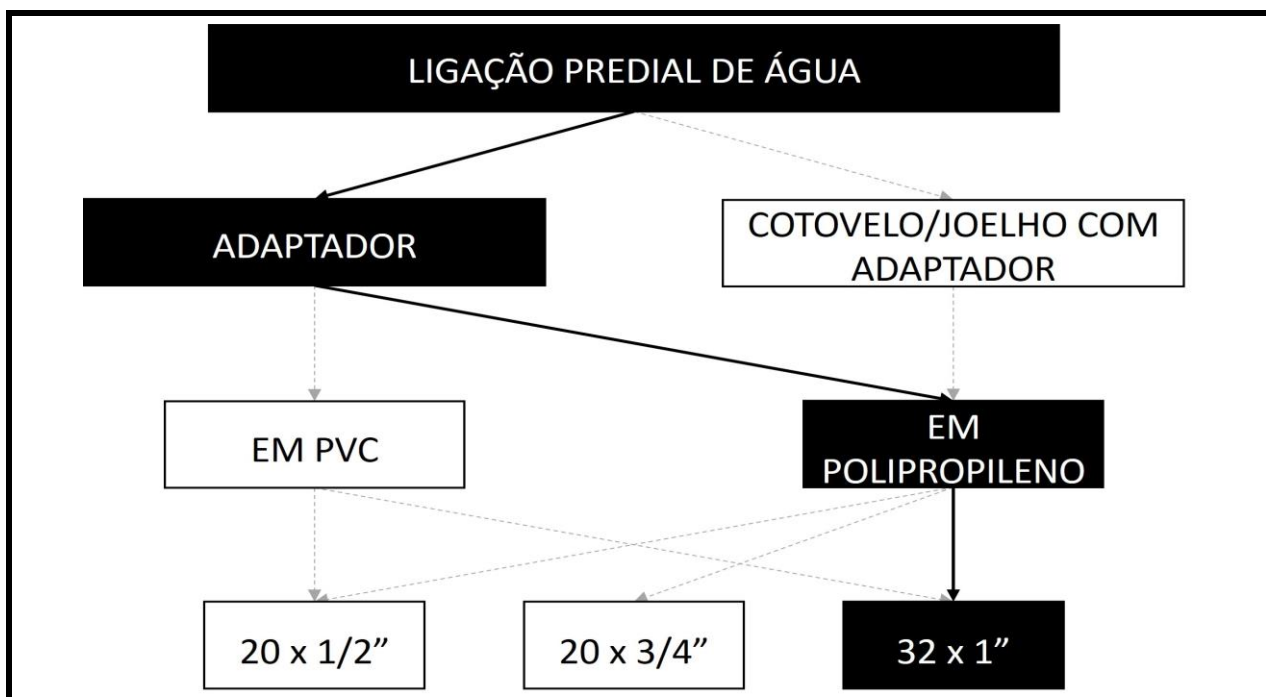 LIGAÇÃO PREDIAL DE ÁGUA
ADAPTADOR
COTOVELO/JOELHO COM
ADAPTADOR
EM PVC
EM
POLIPROPILENO
20 x 1/2”
20 x 3/4”
32 x 1”